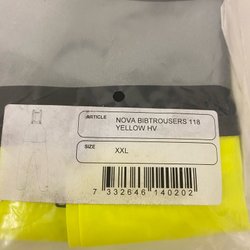 ARTICLE
NOVA BIBTROUSERS 118
YELLOW HV
SIZE
XXL
7 332646 140202